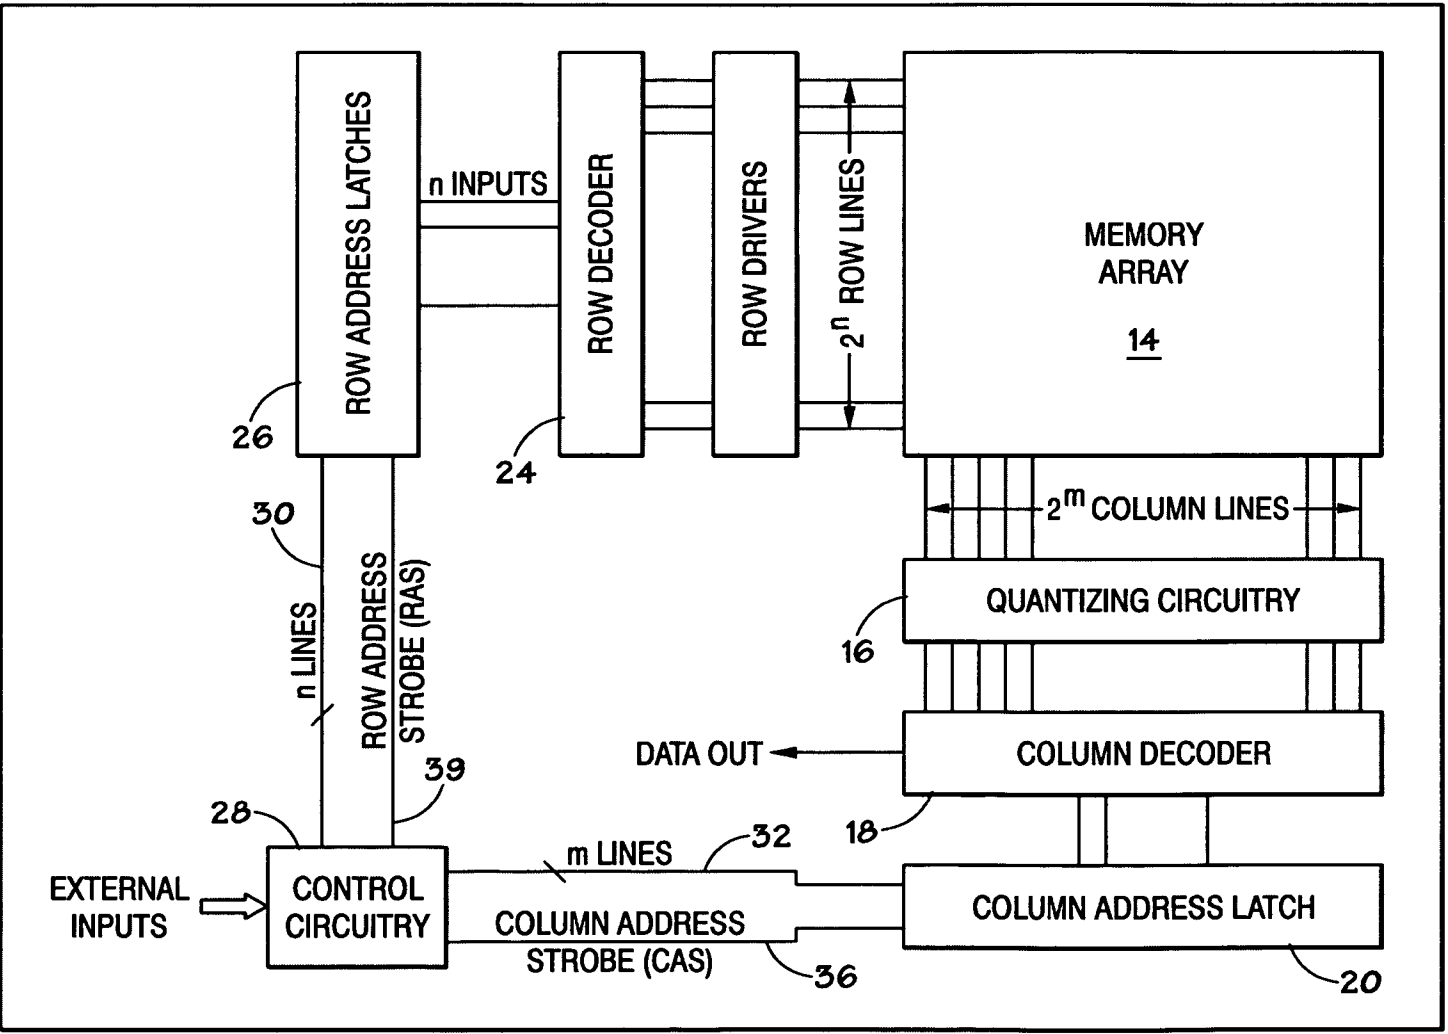 ROW ADDRESS LATCHES
26
n INPUTS
ROW DECODER
24
ROW DRIVERS
2ⁿ ROW LINES
MEMORY
ARRAY
14
2ᵐ COLUMN LINES
QUANTIZING CIRCUITRY
16
COLUMN DECODER
18
DATA OUT
30
n LINES
ROW ADDRESS
STROBE (RAS)
39
28
EXTERNAL
INPUTS
CONTROL
CIRCUITRY
m LINES
32
COLUMN ADDRESS
STROBE (CAS)
36
COLUMN ADDRESS LATCH
20